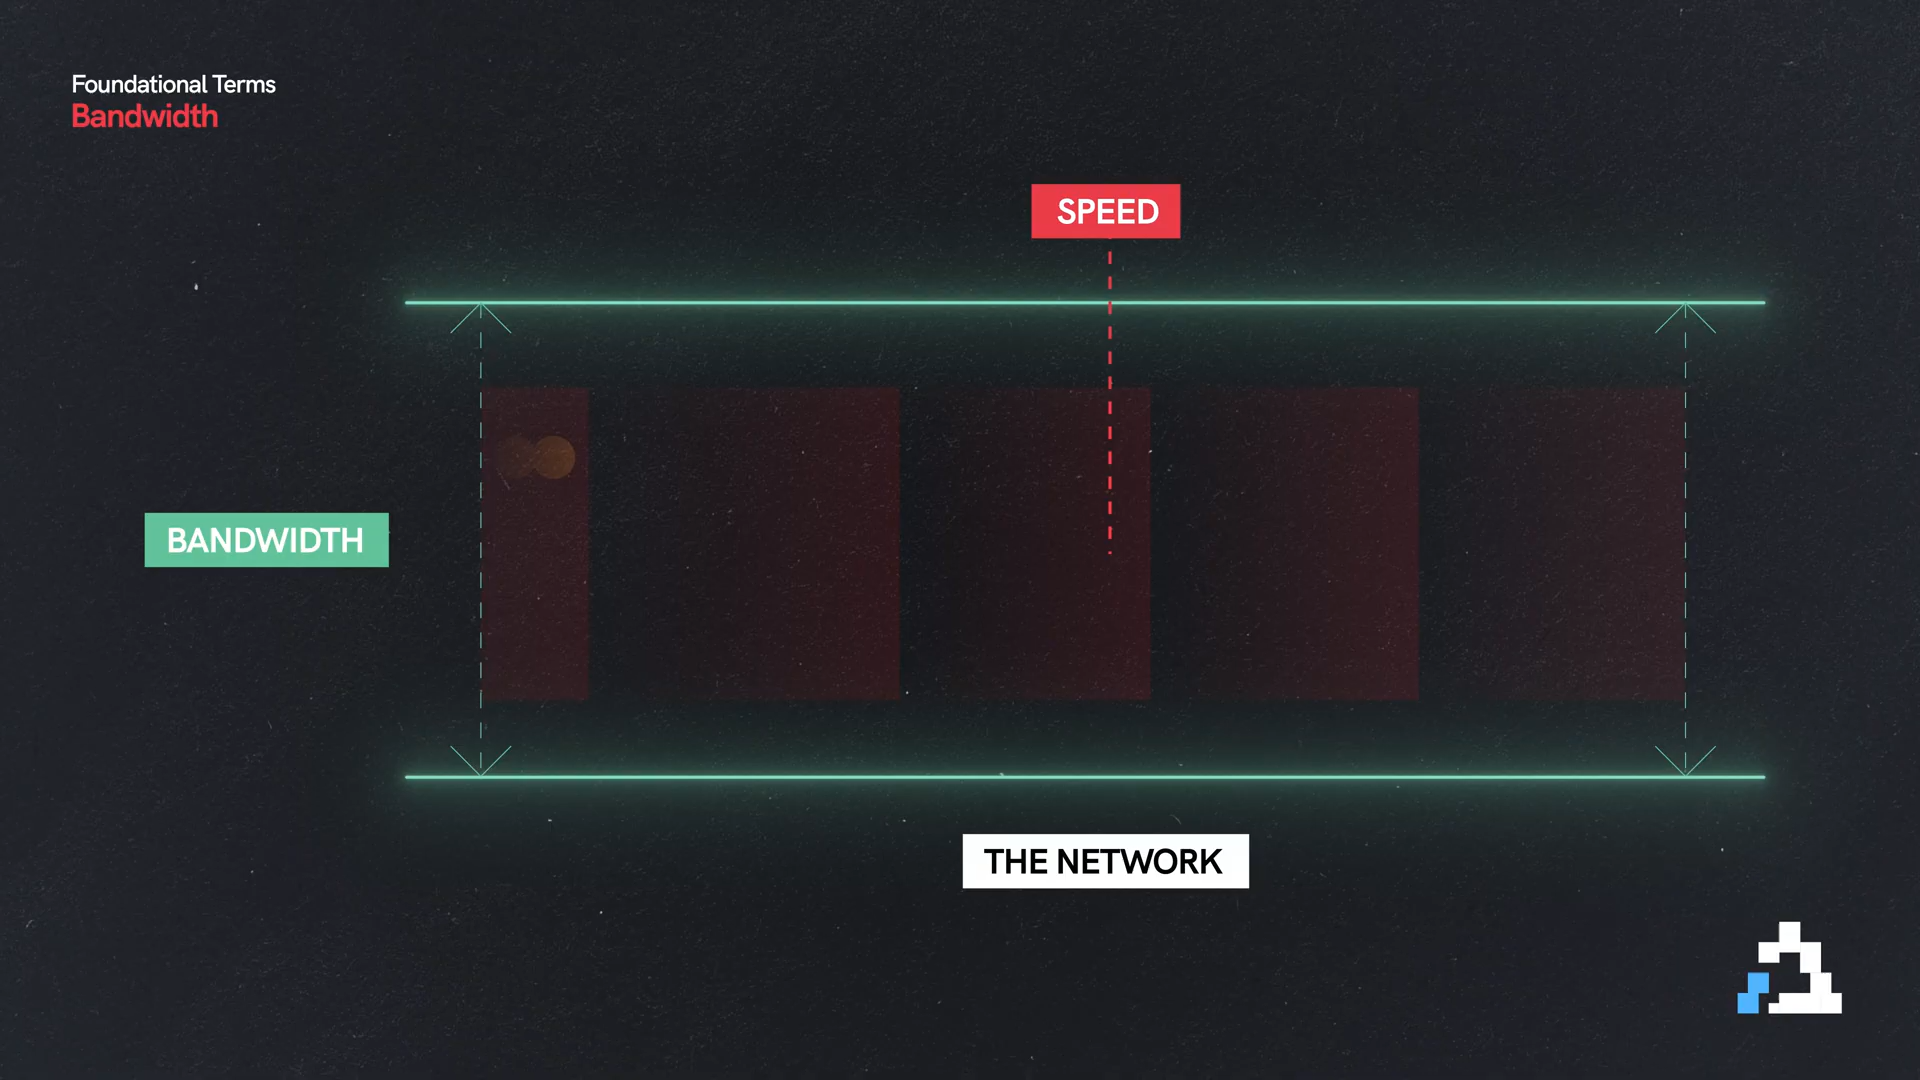 Foundational Terms
Bandwidth
SPEED
BANDWIDTH
THE NETWORK